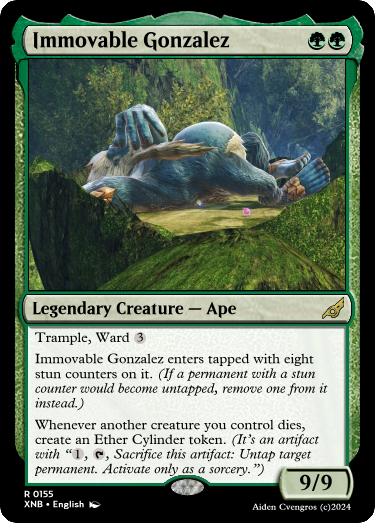 Immovable Gonzalez
Legendary Creature — Ape
Trample, Ward 3
Immovable Gonzalez enters tapped with eight
stun counters on it. (If a permanent with a stun
counter would become untapped, remove one from it
instead.)
Whenever another creature you control dies,
create an Ether Cylinder token. (It's an artifact
with “1, T, Sacrifice this artifact: Untap target
permanent. Activate only as a sorcery.”)
9/9
R 0155
XNB • English
Aiden Cvengros (c)2024